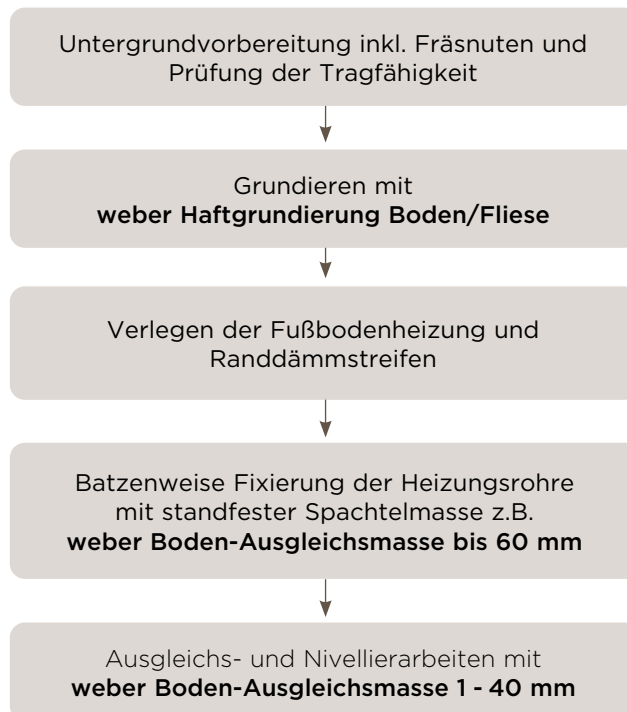 Untergrundvorbereitung inkl. Fräsnuten und
Prüfung der Tragfähigkeit
Grundieren mit
weber Haftgrundierung Boden/Fliese
Verlegen der Fußbodenheizung und
Randdämmstreifen
Batzenweise Fixierung der Heizungsrohre
mit standfester Spachtelmasse z.B.
weber Boden-Ausgleichsmasse bis 60 mm
Ausgleichs- und Nivellierarbeiten mit
weber Boden-Ausgleichsmasse 1 - 40 mm